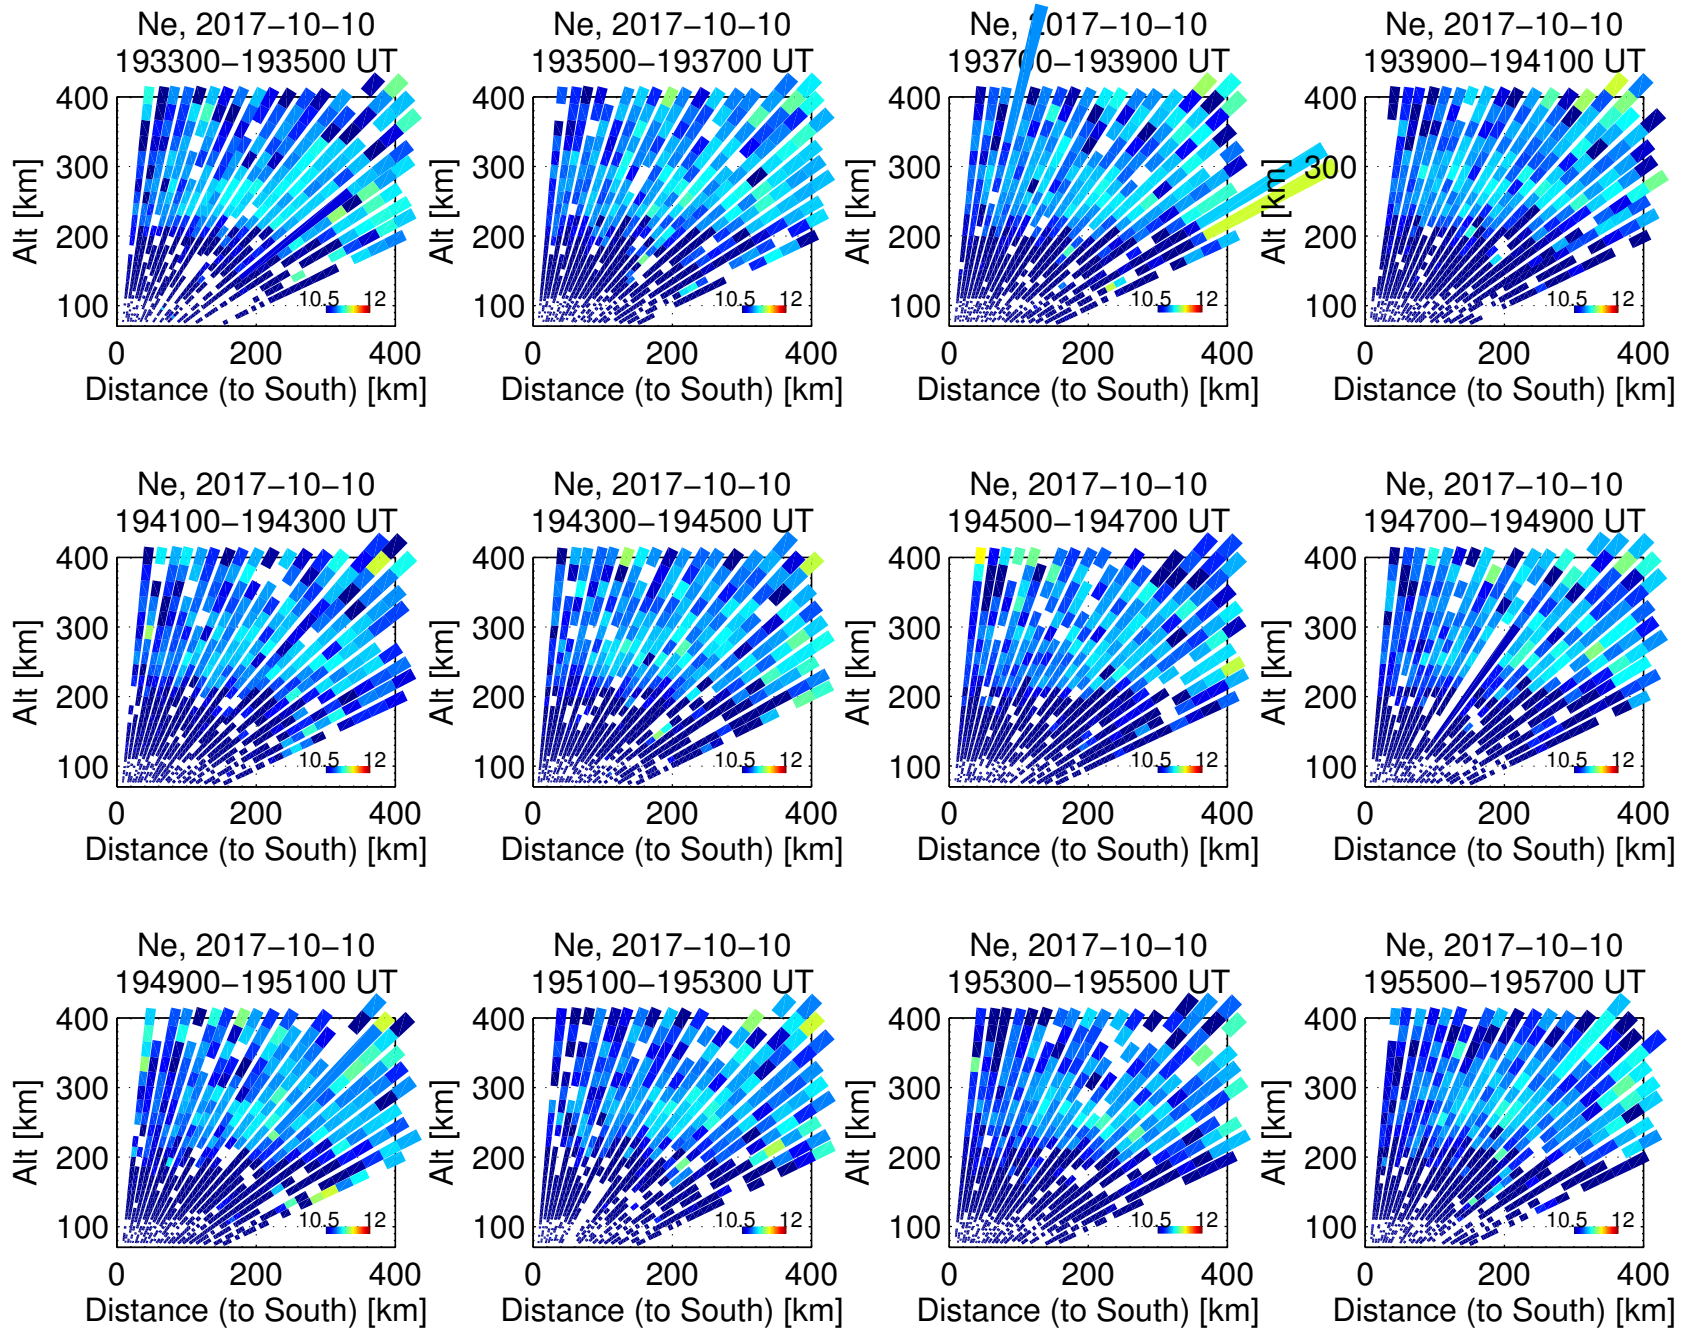 Ne, 2017−10−10
193300−193500 UT
Alt [km]
400
300
200
100
10.5 12
0 200 400
Distance (to South) [km]
Ne, 2017−10−10
193500−193700 UT
Alt [km]
400
300
200
100
10.5 12
0 200 400
Distance (to South) [km]
Ne, 2017−10−10
193700−193900 UT
Alt [km]
400
300
200
100
10.5 12
0 200 400
Distance (to South) [km]
Ne, 2017−10−10
193900−194100 UT
Alt [km]
400
300
200
100
10.5 12
0 200 400
Distance (to South) [km]
Ne, 2017−10−10
194100−194300 UT
Alt [km]
400
300
200
100
10.5 12
0 200 400
Distance (to South) [km]
Ne, 2017−10−10
194300−194500 UT
Alt [km]
400
300
200
100
10.5 12
0 200 400
Distance (to South) [km]
Ne, 2017−10−10
194500−194700 UT
Alt [km]
400
300
200
100
10.5 12
0 200 400
Distance (to South) [km]
Ne, 2017−10−10
194700−194900 UT
Alt [km]
400
300
200
100
10.5 12
0 200 400
Distance (to South) [km]
Ne, 2017−10−10
194900−195100 UT
Alt [km]
400
300
200
100
10.5 12
0 200 400
Distance (to South) [km]
Ne, 2017−10−10
195100−195300 UT
Alt [km]
400
300
200
100
10.5 12
0 200 400
Distance (to South) [km]
Ne, 2017−10−10
195300−195500 UT
Alt [km]
400
300
200
100
10.5 12
0 200 400
Distance (to South) [km]
Ne, 2017−10−10
195500−195700 UT
Alt [km]
400
300
200
100
10.5 12
0 200 400
Distance (to South) [km]